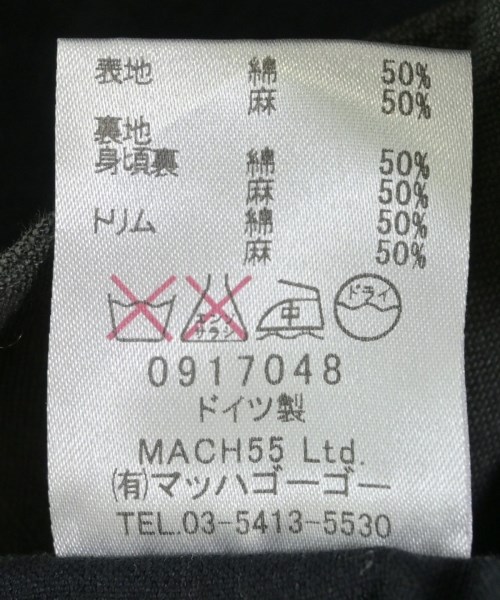 表地 綿 50%
麻 50%
裏地
身頃裏 綿 50%
麻 50%
トリム 綿 50%
麻 50%
エンソ サラシ 中 ドライ
0917048
ドイツ製
MACH55 Ltd.
(有)マッハゴーゴー
TEL.03-5413-5530